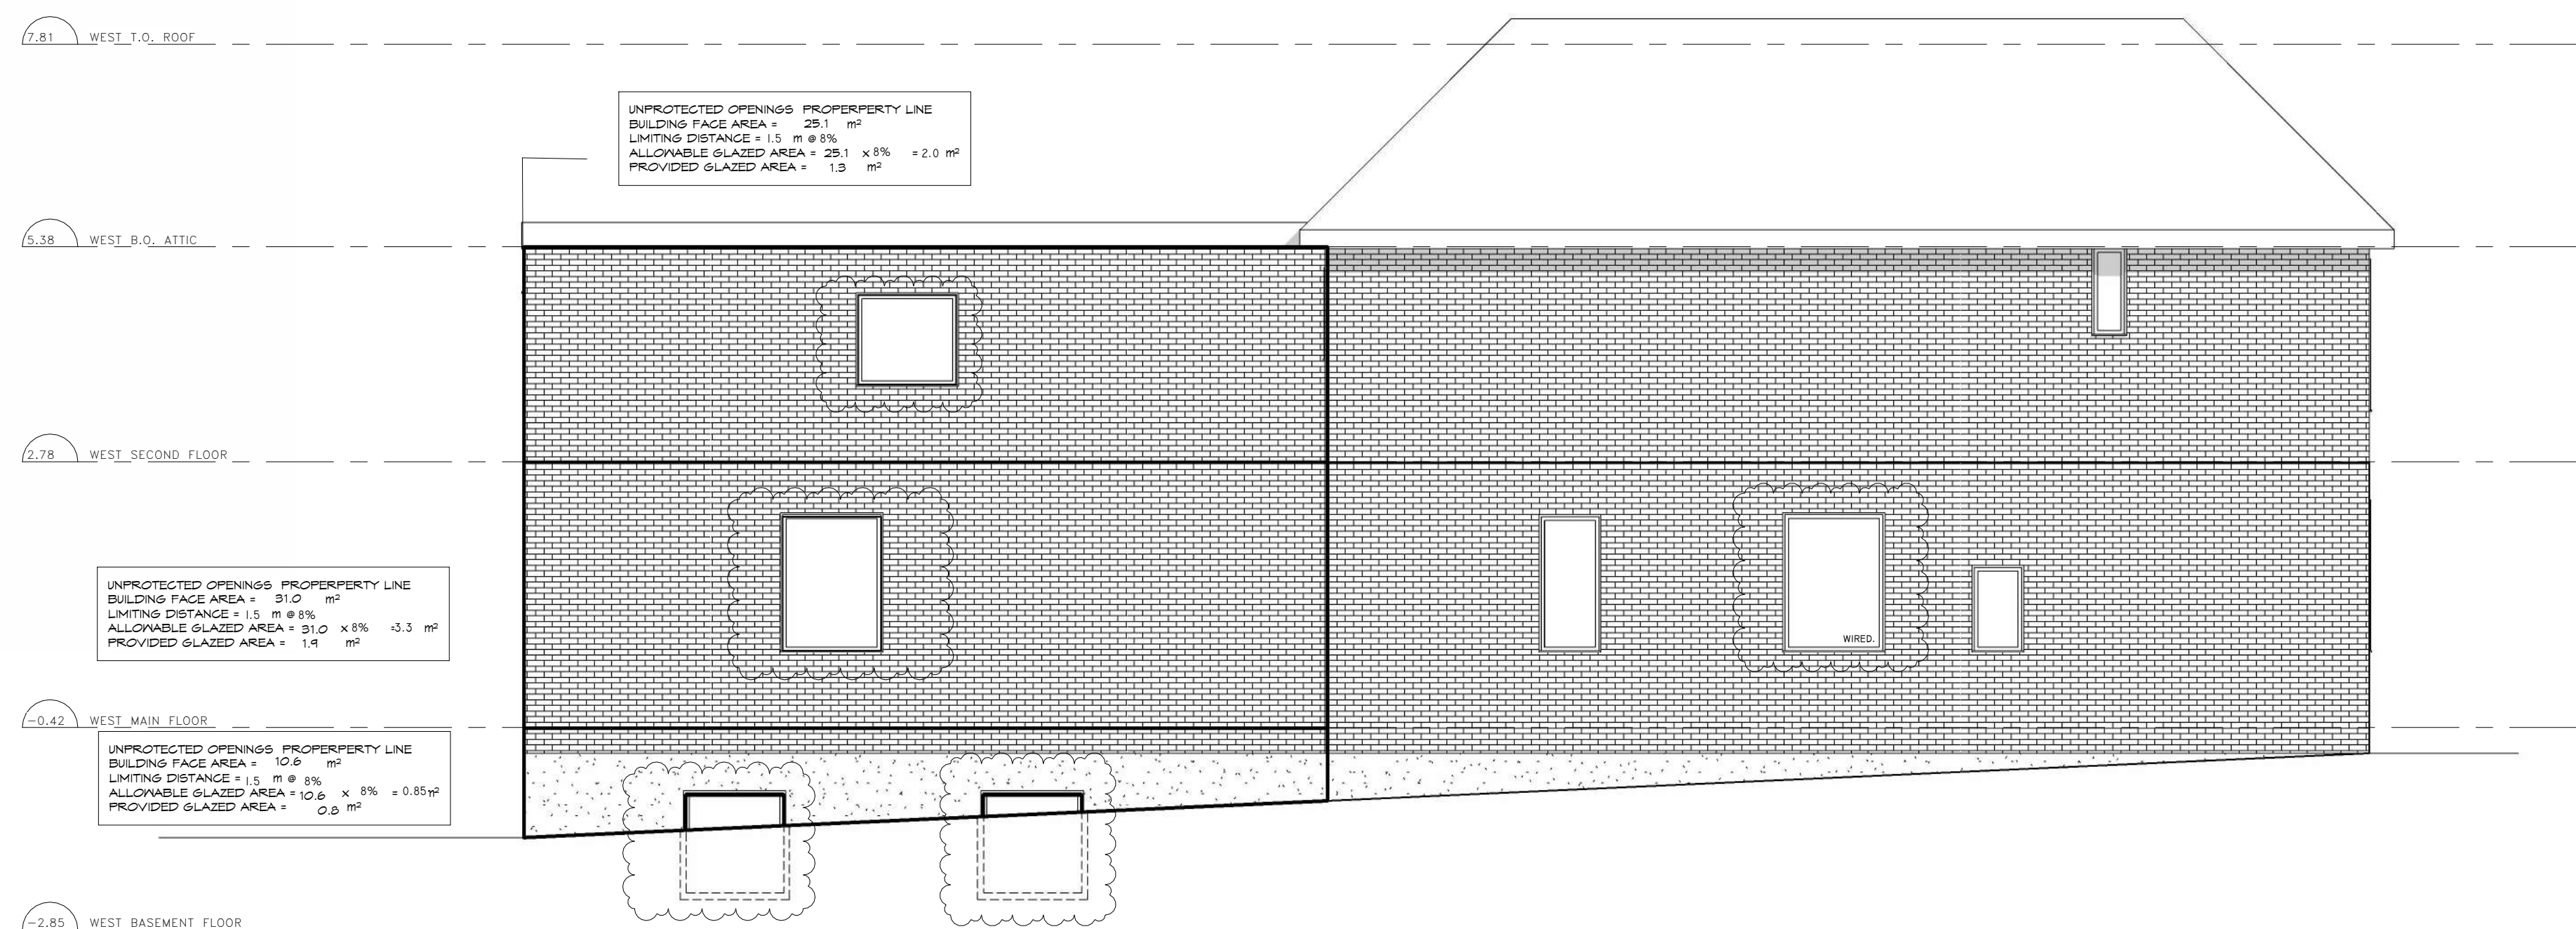 7.81 WEST T.O. ROOF
UNPROTECTED OPENINGS PROPERPERTY LINE
BUILDING FACE AREA = 25.1 m²
LIMITING DISTANCE = 1.5 m @ 8%
ALLOWABLE GLAZED AREA = 25.1 x 8% = 2.0 m²
PROVIDED GLAZED AREA = 1.3 m²
5.38 WEST B.O. ATTIC
2.78 WEST SECOND FLOOR
UNPROTECTED OPENINGS PROPERPERTY LINE
BUILDING FACE AREA = 31.0 m²
LIMITING DISTANCE = 1.5 m @ 8%
ALLOWABLE GLAZED AREA = 31.0 x 8% =3.3 m²
PROVIDED GLAZED AREA = 1.9 m²
WIRED.
-0.42 WEST MAIN FLOOR
UNPROTECTED OPENINGS PROPERPERTY LINE
BUILDING FACE AREA = 10.6 m²
LIMITING DISTANCE = 1.5 m @ 8%
ALLOWABLE GLAZED AREA = 10.6 x 8% = 0.85 m²
PROVIDED GLAZED AREA = 0.8 m²
-2.85 WEST BASEMENT FLOOR